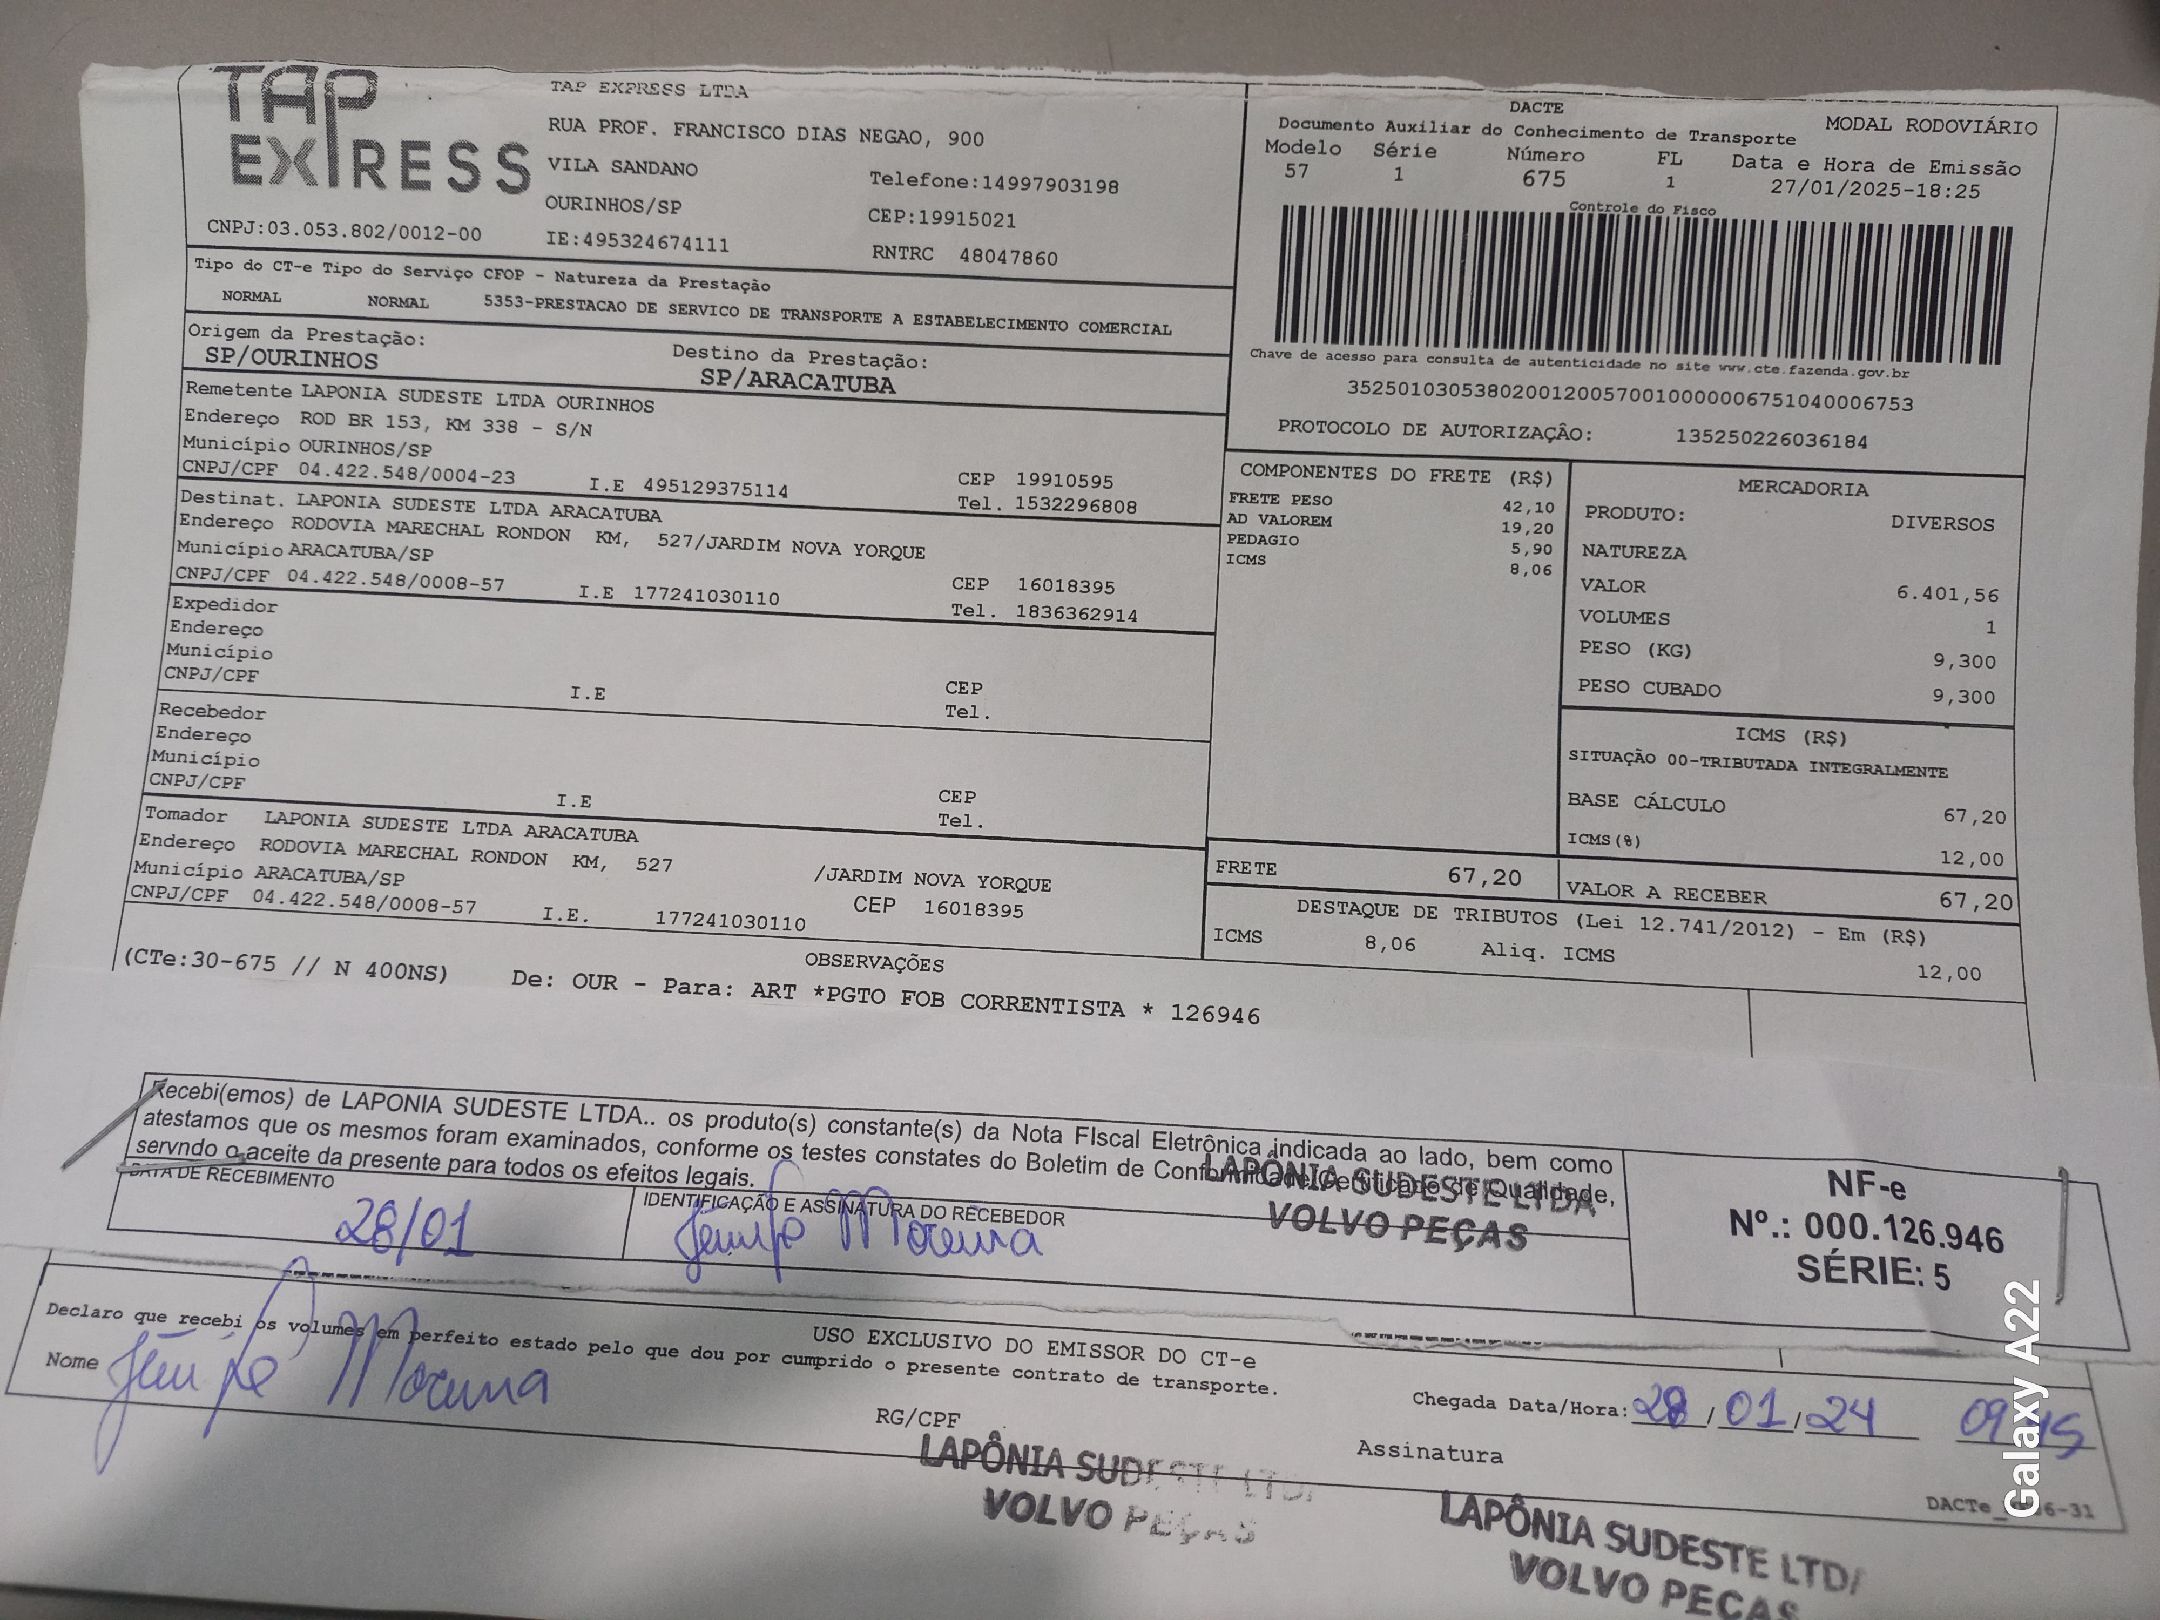 TAP EXPRESS
TAP EXPRESS LTDA
RUA PROF. FRANCISCO DIAS NEGAO, 900
VILA SANDANO
Telefone:14997903198
OURINHOS/SP
CEP:19915021
CNPJ:03.053.802/0012-00
IE:495324674111
RNTRC 48047860
DACTE
Documento Auxiliar do Conhecimento de Transporte
MODAL RODOVIÁRIO
Modelo Série Número FL Data e Hora de Emissão
57 1 675 1 27/01/2025-18:25
Controle do Fisco
Chave de acesso para consulta de autenticidade no site www.cte.fazenda.gov.br
35250103053802001200570010000006751040006753
PROTOCOLO DE AUTORIZAÇÃO: 135250226036184
Tipo do CT-e Tipo do Serviço CFOP - Natureza da Prestação
NORMAL NORMAL 5353-PRESTACAO DE SERVICO DE TRANSPORTE A ESTABELECIMENTO COMERCIAL
Origem da Prestação: Destino da Prestação:
SP/OURINHOS SP/ARACATUBA
Remetente LAPONIA SUDESTE LTDA OURINHOS
Endereço ROD BR 153, KM 338 - S/N
Município OURINHOS/SP
CEP 19910595
CNPJ/CPF 04.422.548/0004-23 I.E 495129375114 Tel. 1532296808
Destinat. LAPONIA SUDESTE LTDA ARACATUBA
Endereço RODOVIA MARECHAL RONDON KM, 527/JARDIM NOVA YORQUE
Município ARACATUBA/SP
CEP 16018395
CNPJ/CPF 04.422.548/0008-57 I.E 177241030110 Tel. 1836362914
Expedidor
Endereço
Município
CEP
CNPJ/CPF I.E Tel.
Recebedor
Endereço
Município
CEP
CNPJ/CPF I.E Tel.
Tomador LAPONIA SUDESTE LTDA ARACATUBA
Endereço RODOVIA MARECHAL RONDON KM, 527 /JARDIM NOVA YORQUE
Município ARACATUBA/SP
CEP 16018395
CNPJ/CPF 04.422.548/0008-57 I.E. 177241030110
COMPONENTES DO FRETE (R$)
FRETE PESO 42,10
AD VALOREM 19,20
PEDAGIO 5,90
ICMS 8,06
MERCADORIA
PRODUTO: DIVERSOS
NATUREZA
VALOR 6.401,56
VOLUMES 1
PESO (KG) 9,300
PESO CUBADO 9,300
ICMS (R$)
SITUAÇÃO 00-TRIBUTADA INTEGRALMENTE
BASE CÁLCULO 67,20
ICMS(%) 12,00
FRETE 67,20
VALOR A RECEBER 67,20
DESTAQUE DE TRIBUTOS (Lei 12.741/2012) - Em (R$)
ICMS 8,06 Aliq. ICMS 12,00
OBSERVAÇÕES
(CTe:30-675 // N 400NS) De: OUR - Para: ART *PGTO FOB CORRENTISTA * 126946
Recebi(emos) de LAPONIA SUDESTE LTDA.. os produto(s) constante(s) da Nota FIscal Eletrônica indicada ao lado, bem como
atestamos que os mesmos foram examinados, conforme os testes constates do Boletim de Conformidade/Certificado de Qualidade,
servndo o aceite da presente para todos os efeitos legais.
DATA DE RECEBIMENTO
28/01
IDENTIFICAÇÃO E ASSINATURA DO RECEBEDOR
Moreira
LAPÔNIA SUDESTE LTDA
VOLVO PEÇAS
NF-e
Nº.: 000.126.946
SÉRIE: 5
USO EXCLUSIVO DO EMISSOR DO CT-e
Declaro que recebi os volumes em perfeito estado pelo que dou por cumprido o presente contrato de transporte.
Nome Moreira
RG/CPF
Chegada Data/Hora: 28/01/24 09:45
Assinatura
LAPÔNIA SUDESTE LTD
VOLVO PEÇAS
LAPÔNIA SUDESTE LTD
VOLVO PEÇAS
Galaxy A22